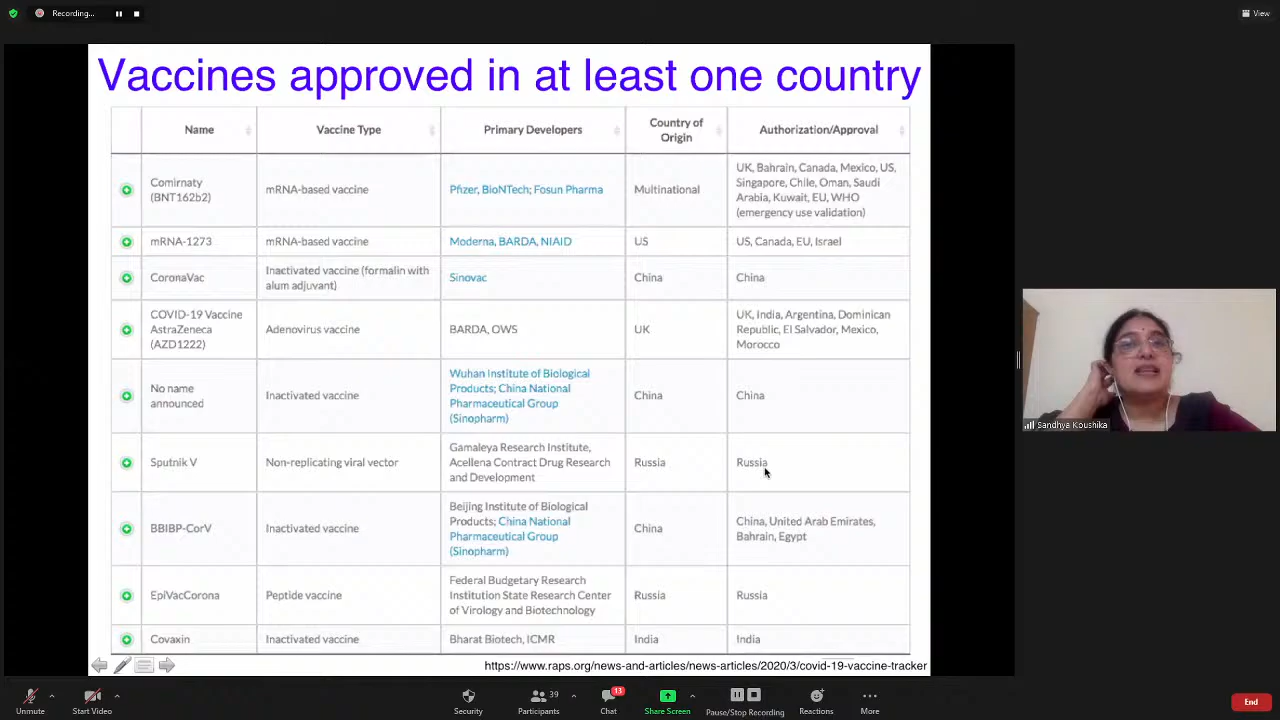 Recording...
View
Vaccines approved in at least one country
Name
Vaccine Type
Primary Developers
Country of
Origin
Authorization/Approval
Comirnaty
(BNT162b2)
mRNA-based vaccine
Pfizer, BioNTech; Fosun Pharma
Multinational
UK, Bahrain, Canada, Mexico, US,
Singapore, Chile, Oman, Saudi
Arabia, Kuwait, EU, WHO
(emergency use validation)
mRNA-1273
mRNA-based vaccine
Moderna, BARDA, NIAID
US
US, Canada, EU, Israel
CoronaVac
Inactivated vaccine (formalin with
alum adjuvant)
Sinovac
China
China
COVID-19 Vaccine
AstraZeneca
(AZD1222)
Adenovirus vaccine
BARDA, OWS
UK
UK, India, Argentina, Dominican
Republic, El Salvador, Mexico,
Morocco
No name
announced
Inactivated vaccine
Wuhan Institute of Biological
Products; China National
Pharmaceutical Group
(Sinopharm)
China
China
Sputnik V
Non-replicating viral vector
Gamaleya Research Institute,
Acellena Contract Drug Research
and Development
Russia
Russia
BBIBP-CorV
Inactivated vaccine
Beijing Institute of Biological
Products; China National
Pharmaceutical Group
(Sinopharm)
China
China, United Arab Emirates,
Bahrain, Egypt
EpiVacCorona
Peptide vaccine
Federal Budgetary Research
Institution State Research Center
of Virology and Biotechnology
Russia
Russia
Covaxin
Inactivated vaccine
Bharat Biotech, ICMR
India
India
https://www.raps.org/news-and-articles/news-articles/2020/3/covid-19-vaccine-tracker
Sandhya Koushika
Unmute
Start Video
Security
Participants
39
Chat
13
Share Screen
Pause/Stop Recording
Reactions
More
End